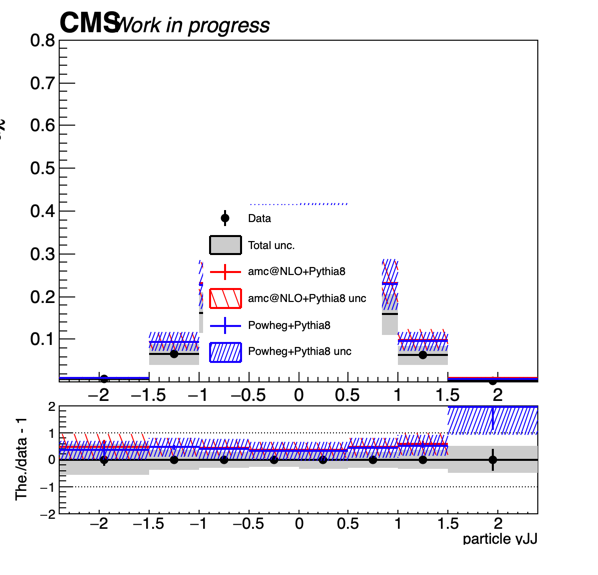 CMS Work in progress
0.8
0.7
0.6
0.5
0.4
0.3
0.2
0.1
Data
Total unc.
amc@NLO+Pythia8
amc@NLO+Pythia8 unc
Powheg+Pythia8
Powheg+Pythia8 unc
−2 −1.5 −1 −0.5 0 0.5 1 1.5 2
The./data - 1
2
1
0
−1
−2
−2 −1.5 −1 −0.5 0 0.5 1 1.5 2
particle yJJ